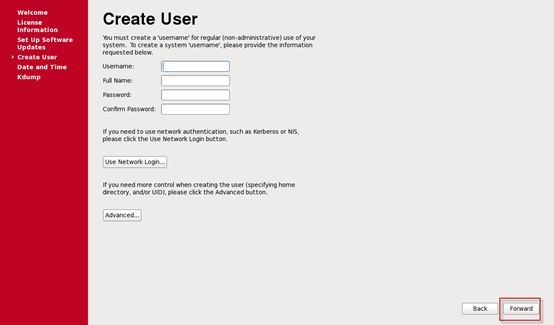 Welcome
License
Information
Set Up Software
Updates
Create User
Date and Time
Kdump
Create User
You must create a 'username' for regular (non-administrative) use of your
system.  To create a system 'username', please provide the information
requested below.
Username:
Full Name:
Password:
Confirm Password:
If you need to use network authentication, such as Kerberos or NIS,
please click the Use Network Login button.
Use Network Login...
If you need more control when creating the user (specifying home
directory, and/or UID), please click the Advanced button.
Advanced...
Back
Forward